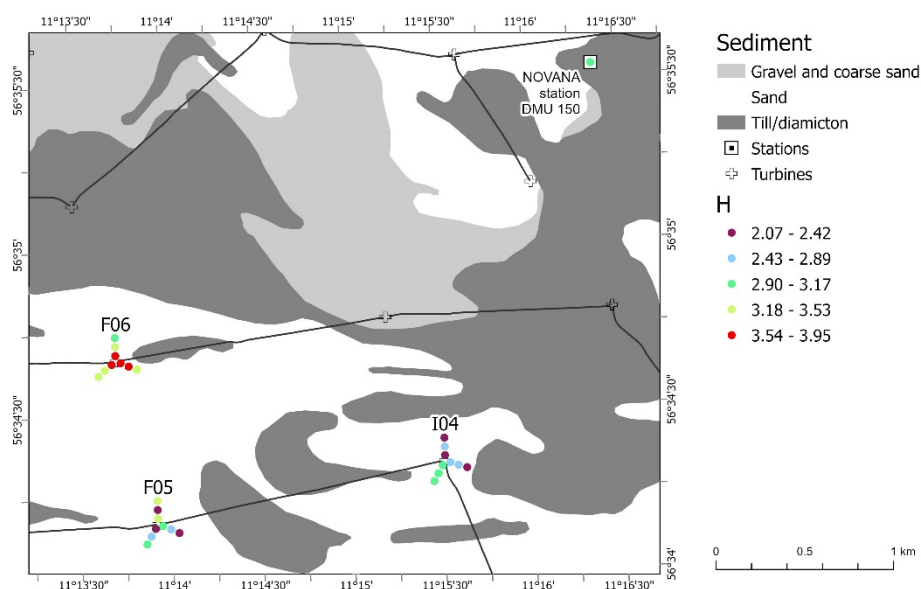 11°13'30" 11°14' 11°14'30" 11°15' 11°15'30" 11°16' 11°16'30"
56°35'30"
56°35'
56°34'30"
56°35'30"
56°35'
56°34'30"
56°34'
NOVANA
station
DMU 150
F06
I04
F05
11°13'30" 11°14' 11°14'30" 11°15' 11°15'30" 11°16' 11°16'30"
Sediment
Gravel and coarse sand
Sand
Till/diamicton
Stations
Turbines
H
2.07 - 2.42
2.43 - 2.89
2.90 - 3.17
3.18 - 3.53
3.54 - 3.95
0 0.5 1 km